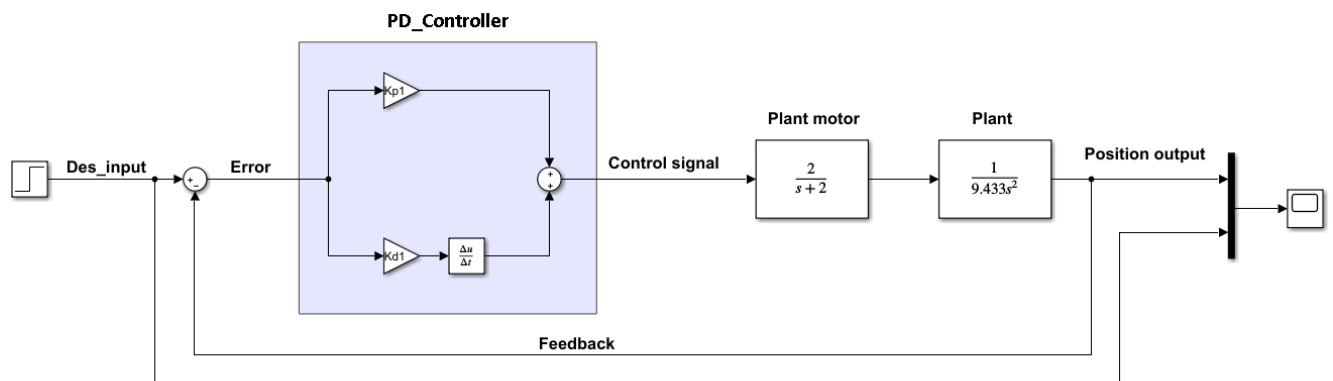 PD_Controller
Kp1
Des_input
+
−
Error
+
+
Control signal
Plant motor
2
s + 2
Plant
1
9.433s²
Position output
Kd1
Δu
Δt
Feedback